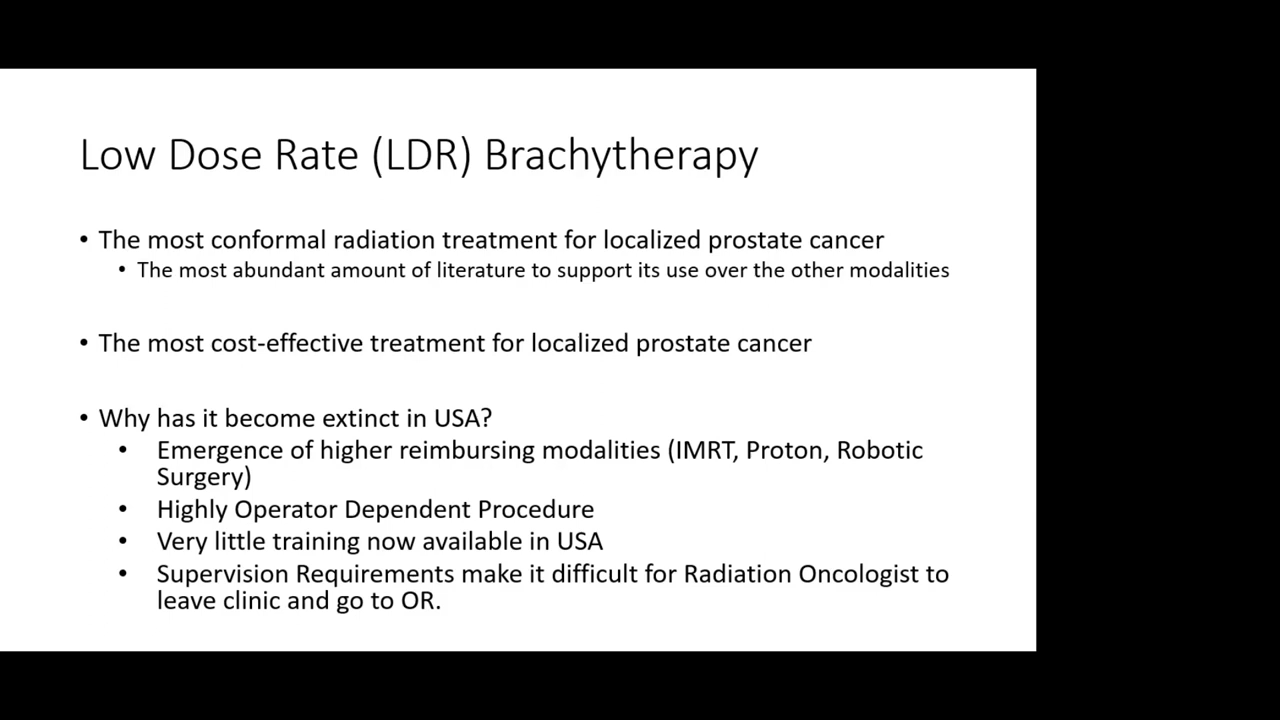 Low Dose Rate (LDR) Brachytherapy
• The most conformal radiation treatment for localized prostate cancer
• The most abundant amount of literature to support its use over the other modalities
• The most cost-effective treatment for localized prostate cancer
• Why has it become extinct in USA?
• Emergence of higher reimbursing modalities (IMRT, Proton, Robotic
Surgery)
• Highly Operator Dependent Procedure
• Very little training now available in USA
• Supervision Requirements make it difficult for Radiation Oncologist to
leave clinic and go to OR.